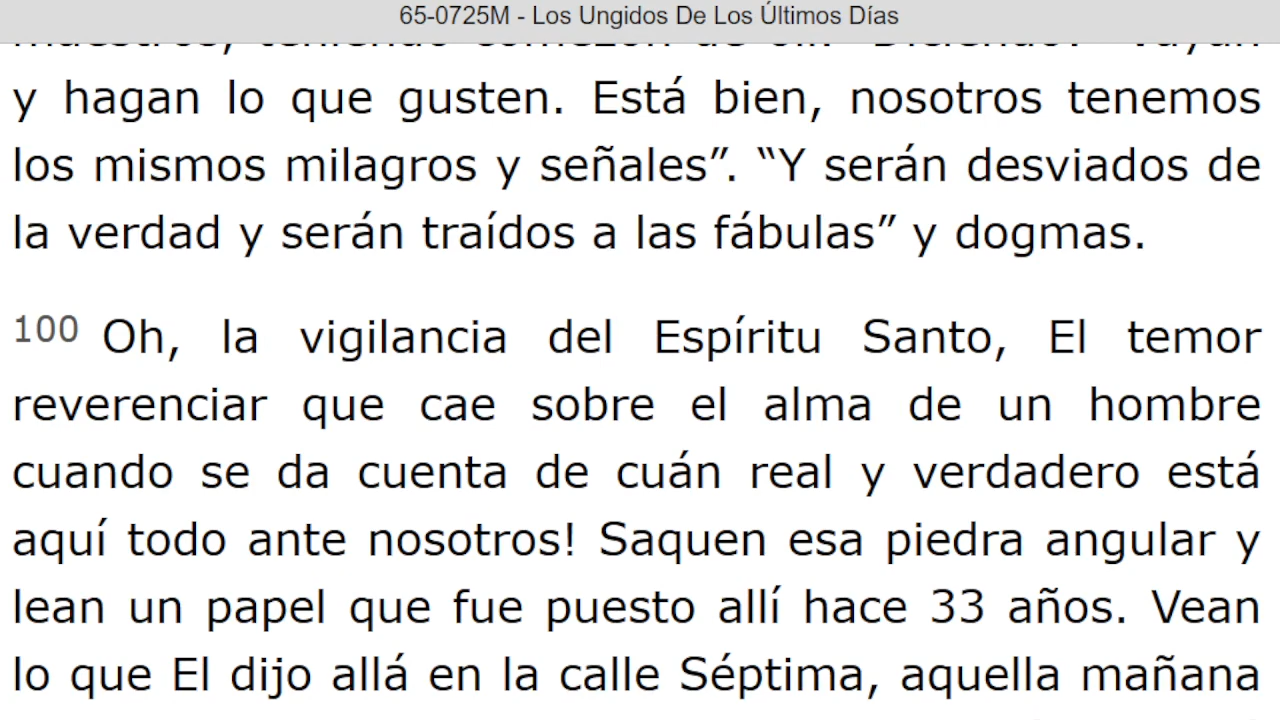 65-0725M - Los Ungidos De Los Últimos Días
y hagan lo que gusten. Está bien, nosotros tenemos
los mismos milagros y señales”. “Y serán desviados de
la verdad y serán traídos a las fábulas” y dogmas.
100 Oh, la vigilancia del Espíritu Santo, El temor
reverenciar que cae sobre el alma de un hombre
cuando se da cuenta de cuán real y verdadero está
aquí todo ante nosotros! Saquen esa piedra angular y
lean un papel que fue puesto allí hace 33 años. Vean
lo que El dijo allá en la calle Séptima, aquella mañana